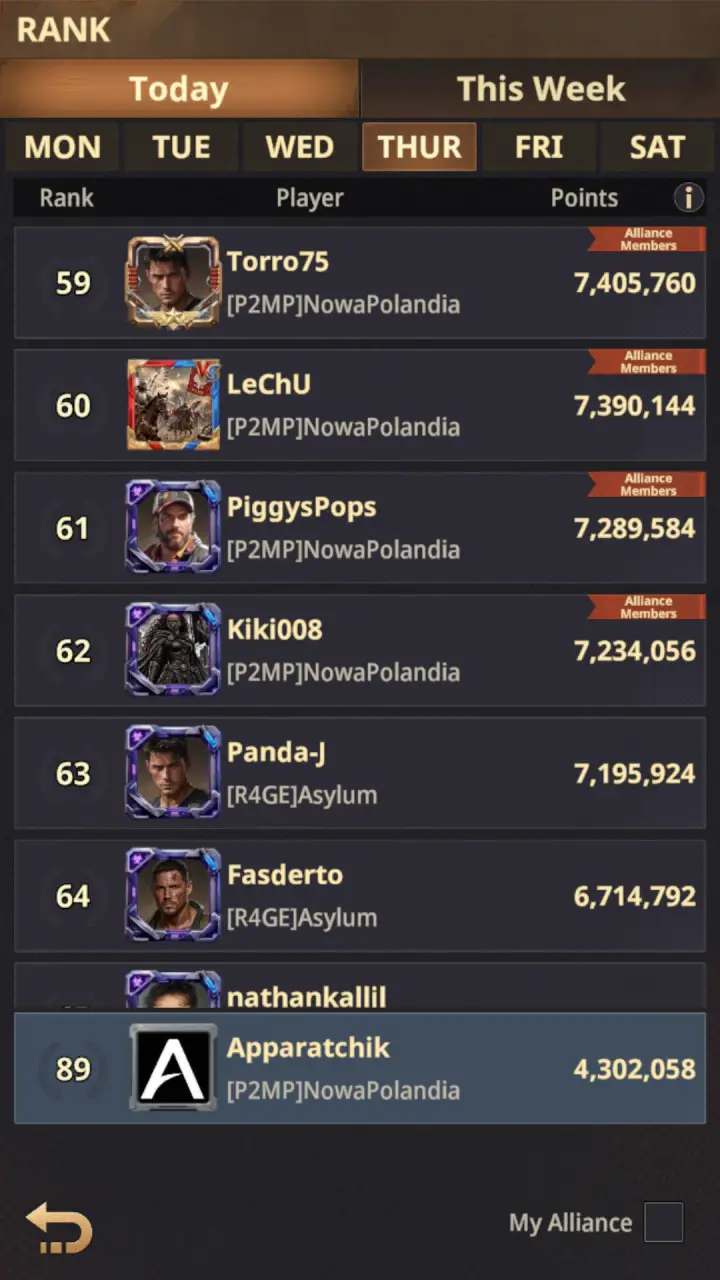 RANK
Today
This Week
MON
TUE
WED
THUR
FRI
SAT
Rank
Player
Points
Alliance
Members
59
Torro75
[P2MP]NowaPolandia
7,405,760
Alliance
Members
60
LeChU
[P2MP]NowaPolandia
7,390,144
Alliance
Members
61
PiggysPops
[P2MP]NowaPolandia
7,289,584
Alliance
Members
62
Kiki008
[P2MP]NowaPolandia
7,234,056
63
Panda-J
[R4GE]Asylum
7,195,924
64
Fasderto
[R4GE]Asylum
6,714,792
nathankallil
89
Apparatchik
[P2MP]NowaPolandia
4,302,058
My Alliance